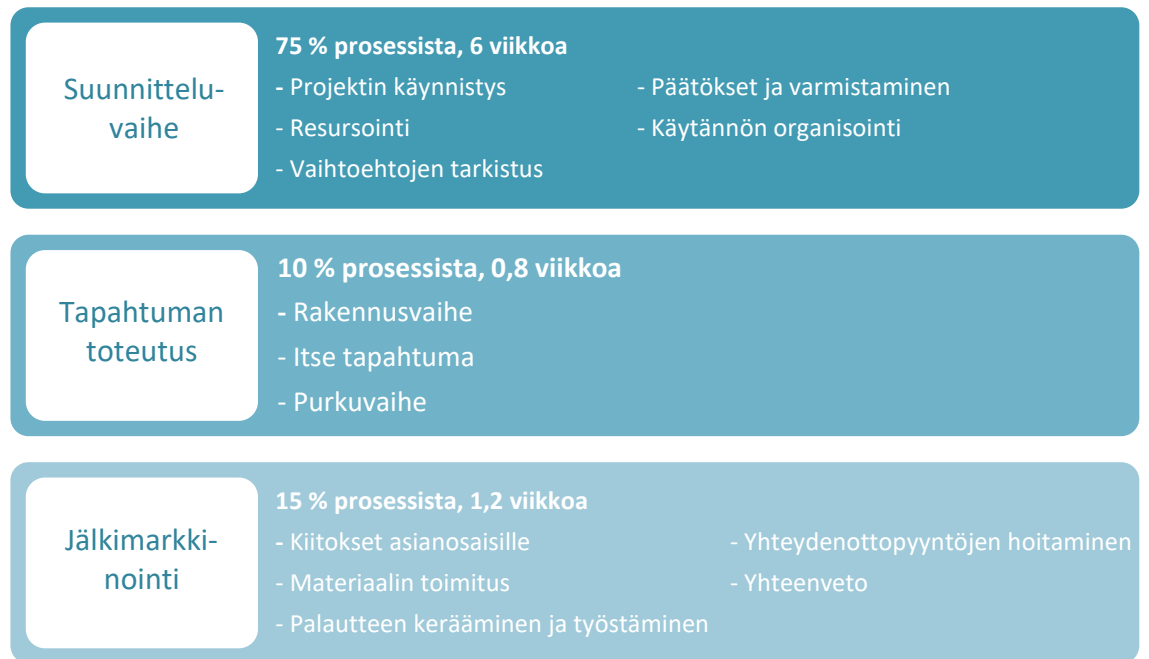 Suunnittelu-
vaihe
75 % prosessista, 6 viikkoa
- Projektin käynnistys
- Resursointi
- Vaihtoehtojen tarkistus
- Päätökset ja varmistaminen
- Käytännön organisointi
Tapahtuman
toteutus
10 % prosessista, 0,8 viikkoa
- Rakennusvaihe
- Itse tapahtuma
- Purkuvaihe
Jälkimarkki-
nointi
15 % prosessista, 1,2 viikkoa
- Kiitokset asianosaisille
- Materiaalin toimitus
- Palautteen kerääminen ja työstäminen
- Yhteydenottopyyntöjen hoitaminen
- Yhteenveto